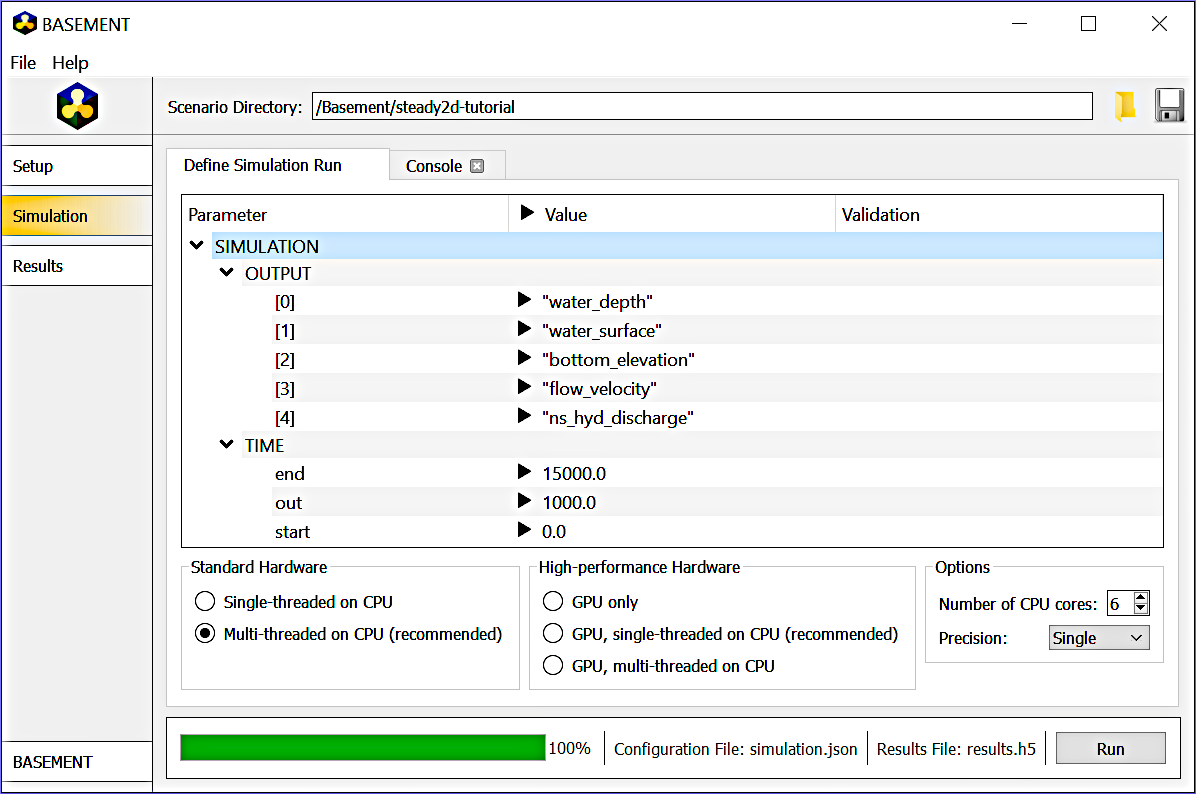 BASEMENT
File Help
Scenario Directory: /Basement/steady2d-tutorial
Setup
Simulation
Results
Define Simulation Run Console
Parameter Value Validation
SIMULATION
OUTPUT
[0] "water_depth"
[1] "water_surface"
[2] "bottom_elevation"
[3] "flow_velocity"
[4] "ns_hyd_discharge"
TIME
end 15000.0
out 1000.0
start 0.0
Standard Hardware
Single-threaded on CPU
Multi-threaded on CPU (recommended)
High-performance Hardware
GPU only
GPU, single-threaded on CPU (recommended)
GPU, multi-threaded on CPU
Options
Number of CPU cores: 6
Precision: Single
BASEMENT
100% Configuration File: simulation.json Results File: results.h5 Run